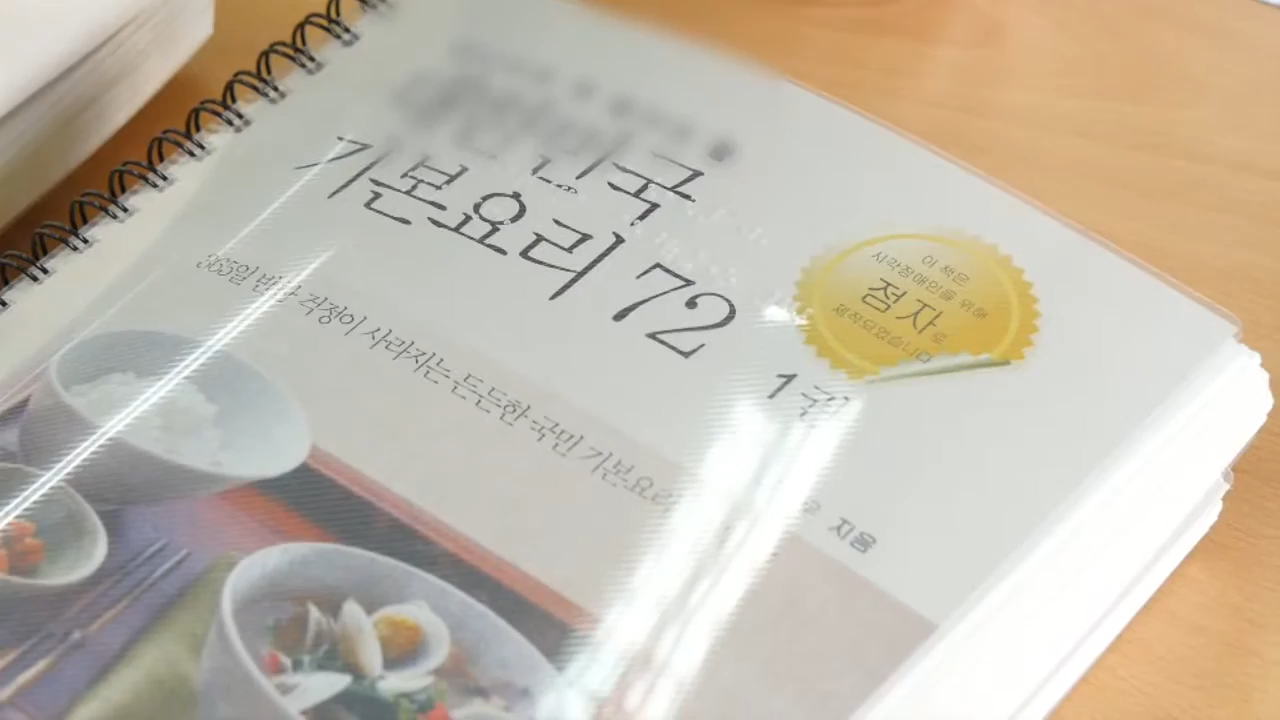 국
기본요리 72
365일 반찬 걱정이 사라지는 든든한 국민 기본요리
1권
지음
이 책은
시각장애인을 위해
점자로
제작되었습니다